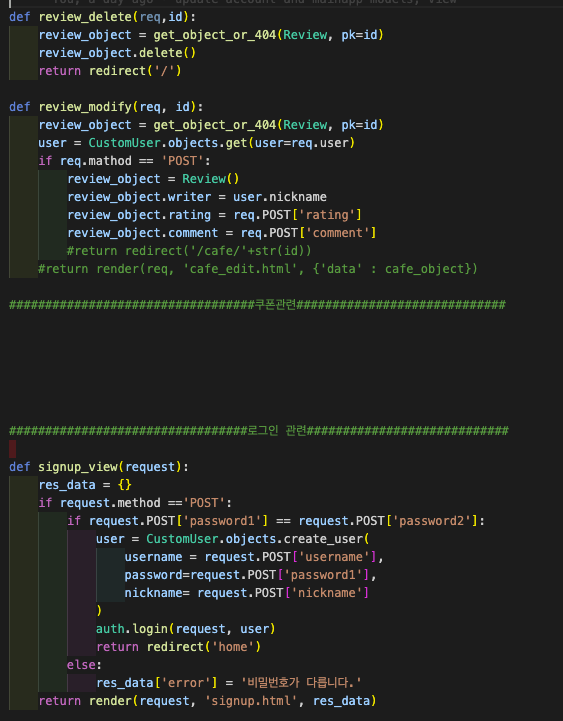 You, a day ago   update account and mainapp models, view
def review_delete(req,id):
    review_object = get_object_or_404(Review, pk=id)
    review_object.delete()
    return redirect('/')

def review_modify(req, id):
    review_object = get_object_or_404(Review, pk=id)
    user = CustomUser.objects.get(user=req.user)
    if req.mathod == 'POST':
        review_object = Review()
        review_object.writer = user.nickname
        review_object.rating = req.POST['rating']
        review_object.comment = req.POST['comment']
        #return redirect('/cafe/'+str(id))
    #return render(req, 'cafe_edit.html', {'data' : cafe_object})

##################################쿠폰관련#############################

#################################로그인 관련############################

def signup_view(request):
    res_data = {}
    if request.method =='POST':
        if request.POST['password1'] == request.POST['password2']:
            user = CustomUser.objects.create_user(
                username = request.POST['username'],
                password=request.POST['password1'],
                nickname= request.POST['nickname']
            )
            auth.login(request, user)
            return redirect('home')
        else:
            res_data['error'] = '비밀번호가 다릅니다.'
    return render(request, 'signup.html', res_data)